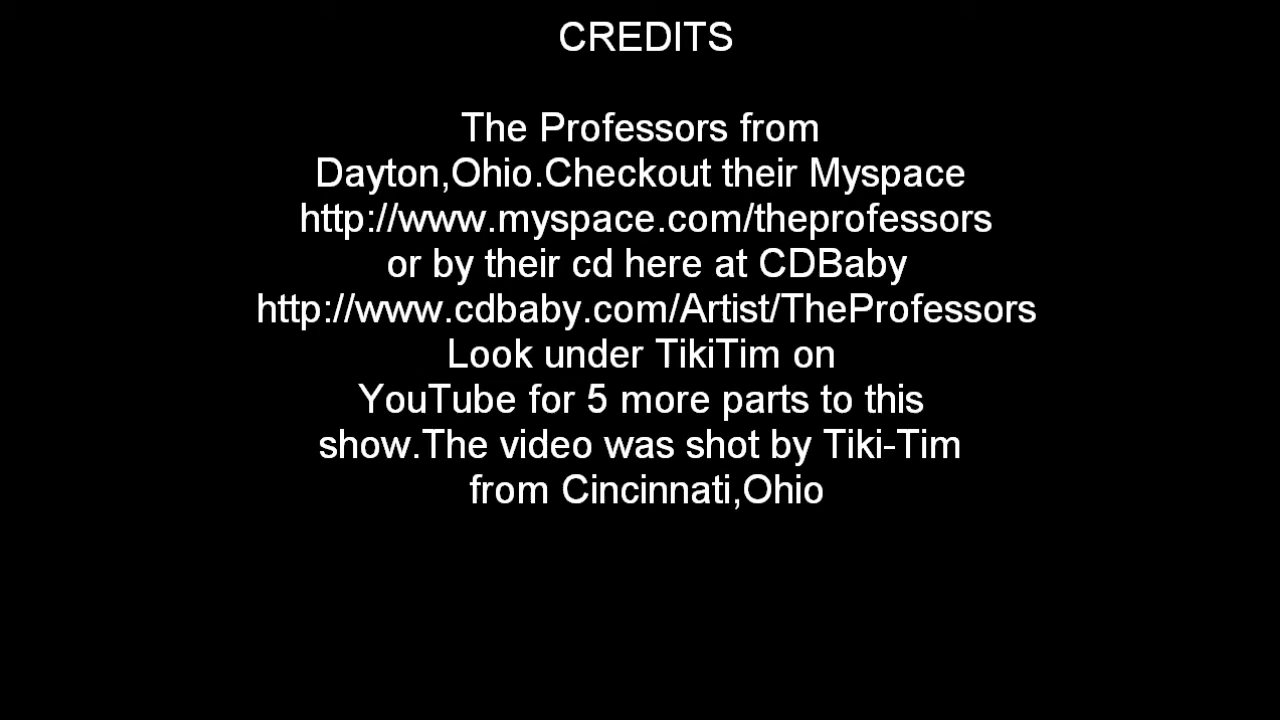 CREDITS
The Professors from
Dayton,Ohio.Checkout their Myspace
http://www.myspace.com/theprofessors
or by their cd here at CDBaby
http://www.cdbaby.com/Artist/TheProfessors
Look under TikiTim on
YouTube for 5 more parts to this
show.The video was shot by Tiki-Tim
from Cincinnati,Ohio